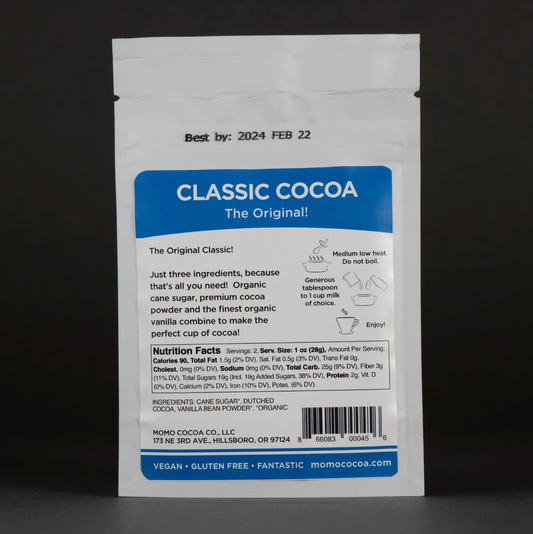 Best by: 2024 FEB 22
CLASSIC COCOA
The Original!
The Original Classic!
Just three ingredients, because
that's all you need! Organic
cane sugar, premium cocoa
powder and the finest organic
vanilla combine to make the
perfect cup of cocoa!
Medium low heat.
Do not boil.
Generous
tablespoon
to 1 cup milk
of choice.
Enjoy!
Nutrition Facts Servings: 2, Serv. Size: 1 oz (28g), Amount Per Serving:
Calories 90, Total Fat 1.5g (2% DV), Sat. Fat 0.5g (3% DV), Trans Fat 0g,
Cholest. 0mg (0% DV), Sodium 0mg (0% DV), Total Carb. 25g (9% DV), Fiber 3g
(11% DV), Total Sugars 19g (Incl. 19g Added Sugars, 38% DV), Protein 2g, Vit. D
(0% DV), Calcium (2% DV), Iron (10% DV), Potas. (6% DV).
INGREDIENTS: CANE SUGAR*, DUTCHED
COCOA, VANILLA BEAN POWDER*. *ORGANIC
MOMO COCOA CO., LLC
173 NE 3RD AVE., HILLSBORO, OR 97124
8 66083 00045 6
VEGAN • GLUTEN FREE • FANTASTIC momococoa.com